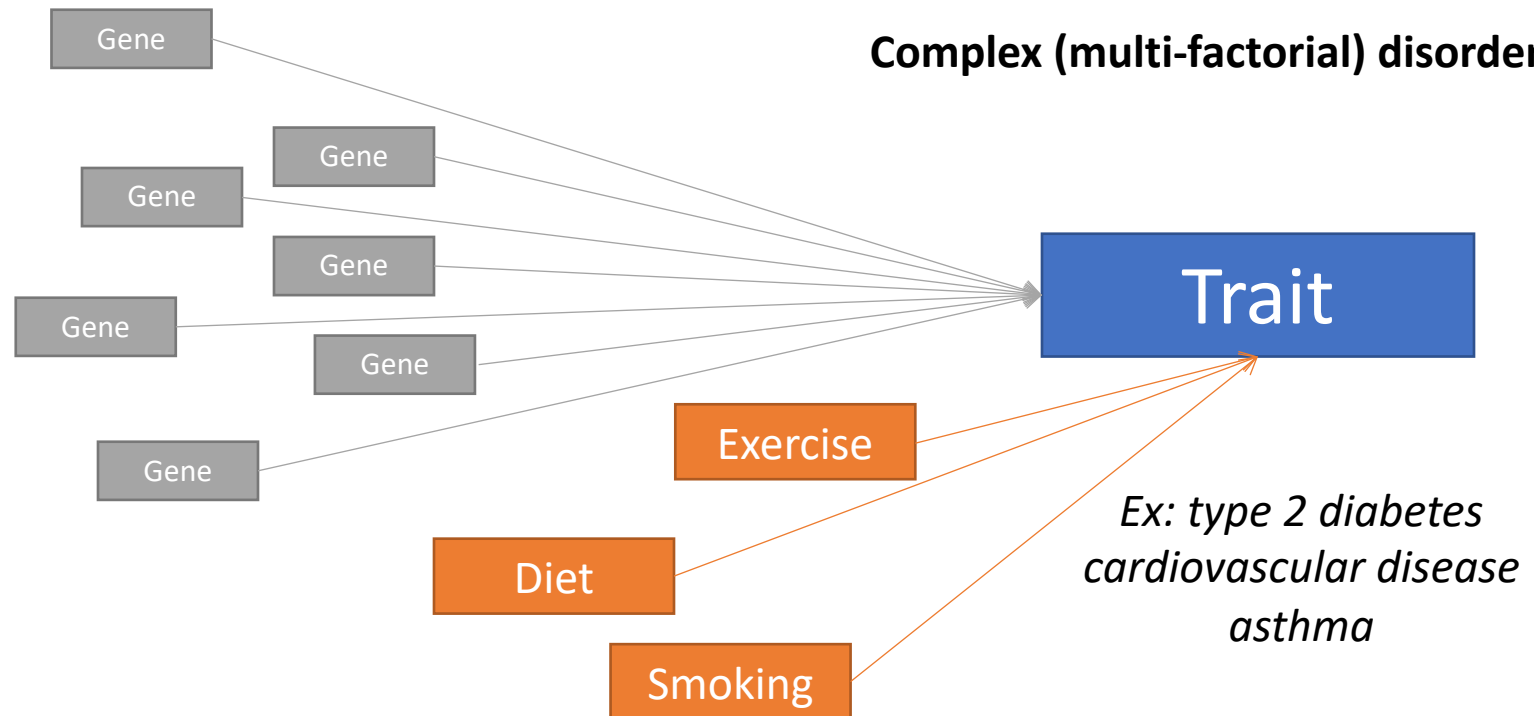 Gene
Complex (multi-factorial) disorder
Gene
Gene
Gene
Gene
Gene
Gene
Trait
Exercise
Diet
Smoking
Ex: type 2 diabetes
cardiovascular disease
asthma